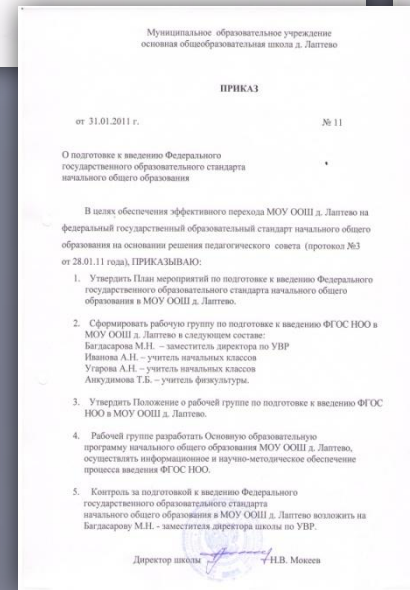 Муниципальное образовательное учреждение
основная общеобразовательная школа д. Лаптево
ПРИКАЗ
от 31.01.2011 г. № 11
О подготовке к введению Федерального
государственного образовательного стандарта
начального общего образования
В целях обеспечения эффективного перехода МОУ ООШ д. Лаптево на
федеральный государственный образовательный стандарт начального общего
образования на основании решения педагогического совета (протокол №3
от 28.01.11 года), ПРИКАЗЫВАЮ:
1. Утвердить План мероприятий по подготовке к введению Федерального
государственного образовательного стандарта начального общего
образования в МОУ ООШ д. Лаптево.
2. Сформировать рабочую группу по подготовке к введению ФГОС НОО в
МОУ ООШ д. Лаптево в следующем составе:
Багдасарова М.Н. – заместитель директора по УВР
Иванова А.Н. – учитель начальных классов
Угарова А.Н. – учитель начальных классов
Анкудимова Т.Б. – учитель физкультуры.
3. Утвердить Положение о рабочей группе по подготовке к введению ФГОС
НОО в МОУ ООШ д. Лаптево.
4. Рабочей группе разработать Основную образовательную
программу начального общего образования МОУ ООШ д. Лаптево,
осуществлять информационное и научно-методическое обеспечение
процесса введения ФГОС НОО.
5. Контроль за подготовкой к введению Федерального
государственного образовательного стандарта
начального общего образования в МОУ ООШ д. Лаптево возложить на
Багдасарову М.Н. - заместителя директора школы по УВР.
Директор школы Н.В. Мокеев